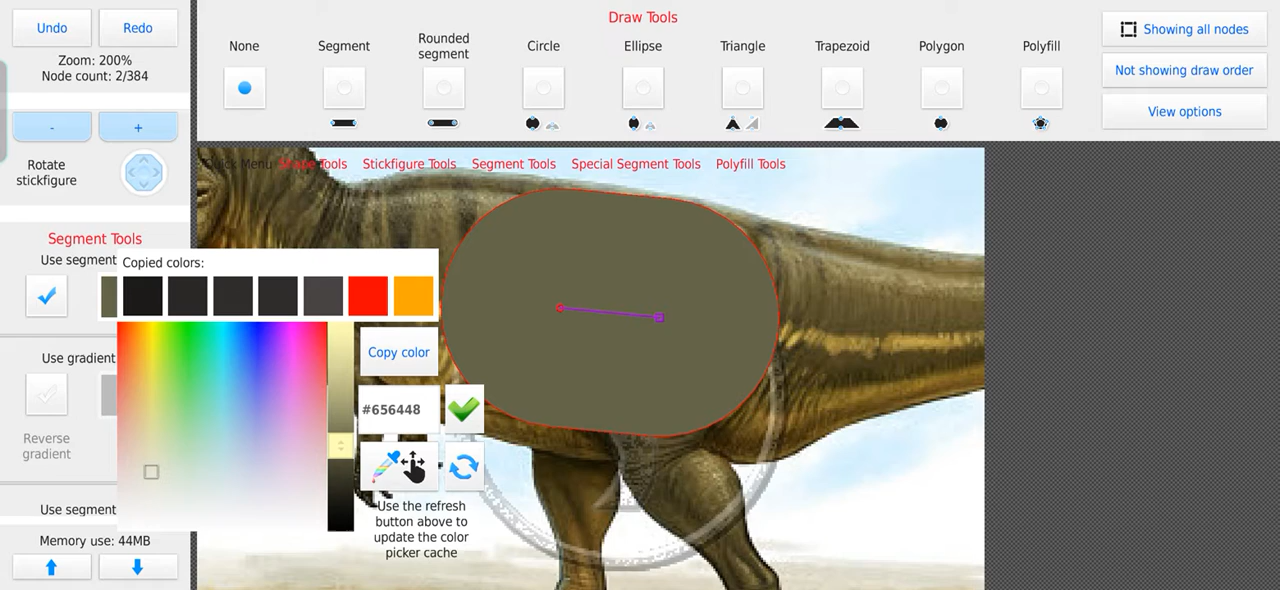 Undo
Redo
Zoom: 200%
Node count: 2/384
-
+
Rotate
stickfigure
Draw Tools
None
Segment
Rounded
segment
Circle
Ellipse
Triangle
Trapezoid
Polygon
Polyfill
Showing all nodes
Not showing draw order
View options
Quick Menu
Shape Tools
Stickfigure Tools
Segment Tools
Special Segment Tools
Polyfill Tools
Segment Tools
Use segment
Copied colors:
Use gradient
Reverse
gradient
Copy color
#656448
Use the refresh
button above to
update the color
picker cache
Use segment
Memory use: 44MB